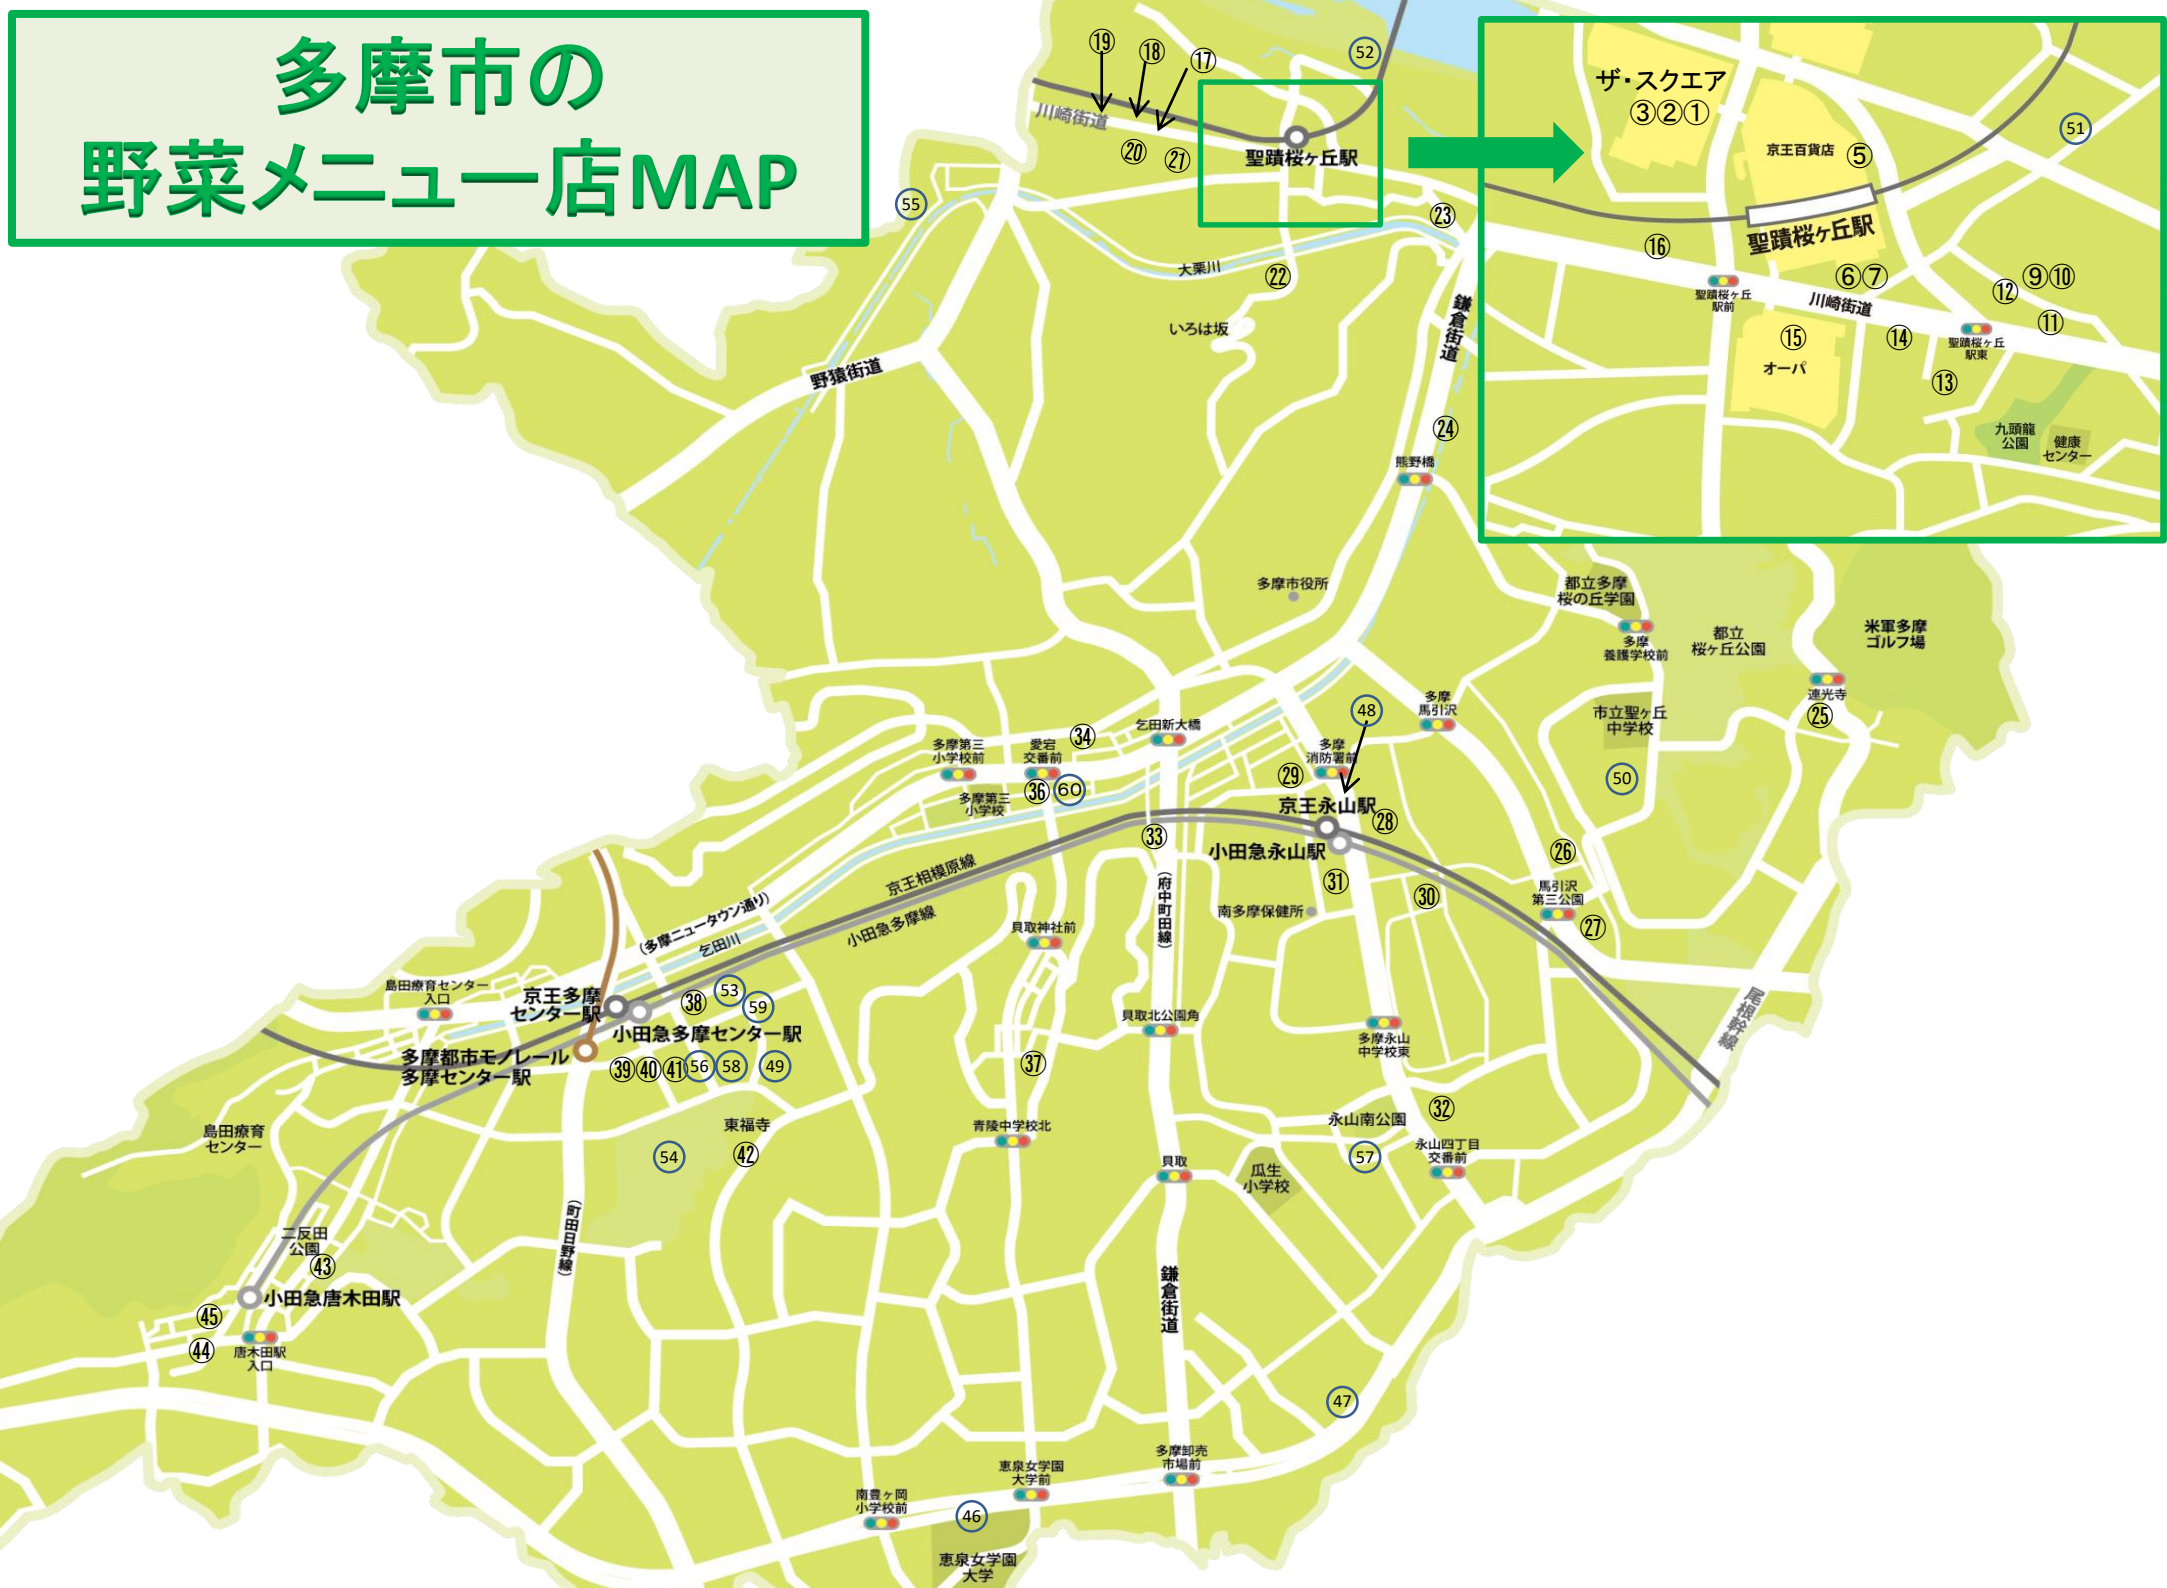 多摩市の
野菜メニュー店MAP
⑲
⑱
⑰
52
川崎街道
⑳
㉑
聖蹟桜ヶ丘駅
55
㉓
大栗川
㉒
いろは坂
鎌倉街道
野猿街道
㉔
熊野橋
ザ・スクエア
③②①
京王百貨店
⑤
51
聖蹟桜ヶ丘駅
⑯
⑥⑦
⑨⑩
⑫
聖蹟桜ヶ丘
駅前
川崎街道
⑪
⑮
⑭
聖蹟桜ヶ丘
駅東
オーパ
⑬
九頭龍
公園
健康
センター
多摩市役所
都立多摩
桜の丘学園
多摩
養護学校前
都立
桜ヶ丘公園
米軍多摩
ゴルフ場
連光寺
㉕
市立聖ヶ丘
中学校
50
多摩
馬引沢
48
多摩
消防署前
㉙
京王永山駅
㉘
小田急永山駅
㉛
㉚
南多摩保健所
㉖
馬引沢
第三公園
㉗
乞田新大橋
㉞
愛宕
交番前
㊱
60
多摩第三
小学校前
多摩第三
小学校
㉝
(府中町田線)
京王相模原線
小田急多摩線
(多摩ニュータウン通り)
乞田川
貝取神社前
島田療育センター
入口
京王多摩
センター駅
㊳
53
59
小田急多摩センター駅
多摩都市モノレール
多摩センター駅
㊴㊵㊶
56
58
49
貝取北公園角
㊲
多摩永山
中学校東
尾根幹線
島田療育
センター
東福寺
㊷
54
青陵中学校北
貝取
永山南公園
㉜
57
永山四丁目
交番前
瓜生
小学校
(町田日野線)
二反田
公園
㊸
小田急唐木田駅
㊺
㊹
唐木田駅
入口
鎌倉街道
47
多摩卸売
市場前
恵泉女学園
大学前
南豊ヶ岡
小学校前
46
恵泉女学園
大学